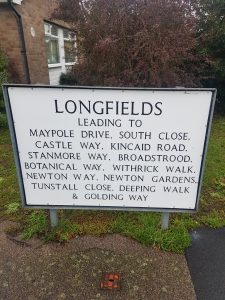 LONGFIELDS
LEADING TO
MAYPOLE DRIVE, SOUTH CLOSE,
CASTLE WAY, KINCAID ROAD,
STANMORE WAY, BROADSTROOD,
BOTANICAL WAY, WITHRICK WALK,
NEWTON WAY, NEWTON GARDENS,
TUNSTALL CLOSE, DEEPING WALK
& GOLDING WAY